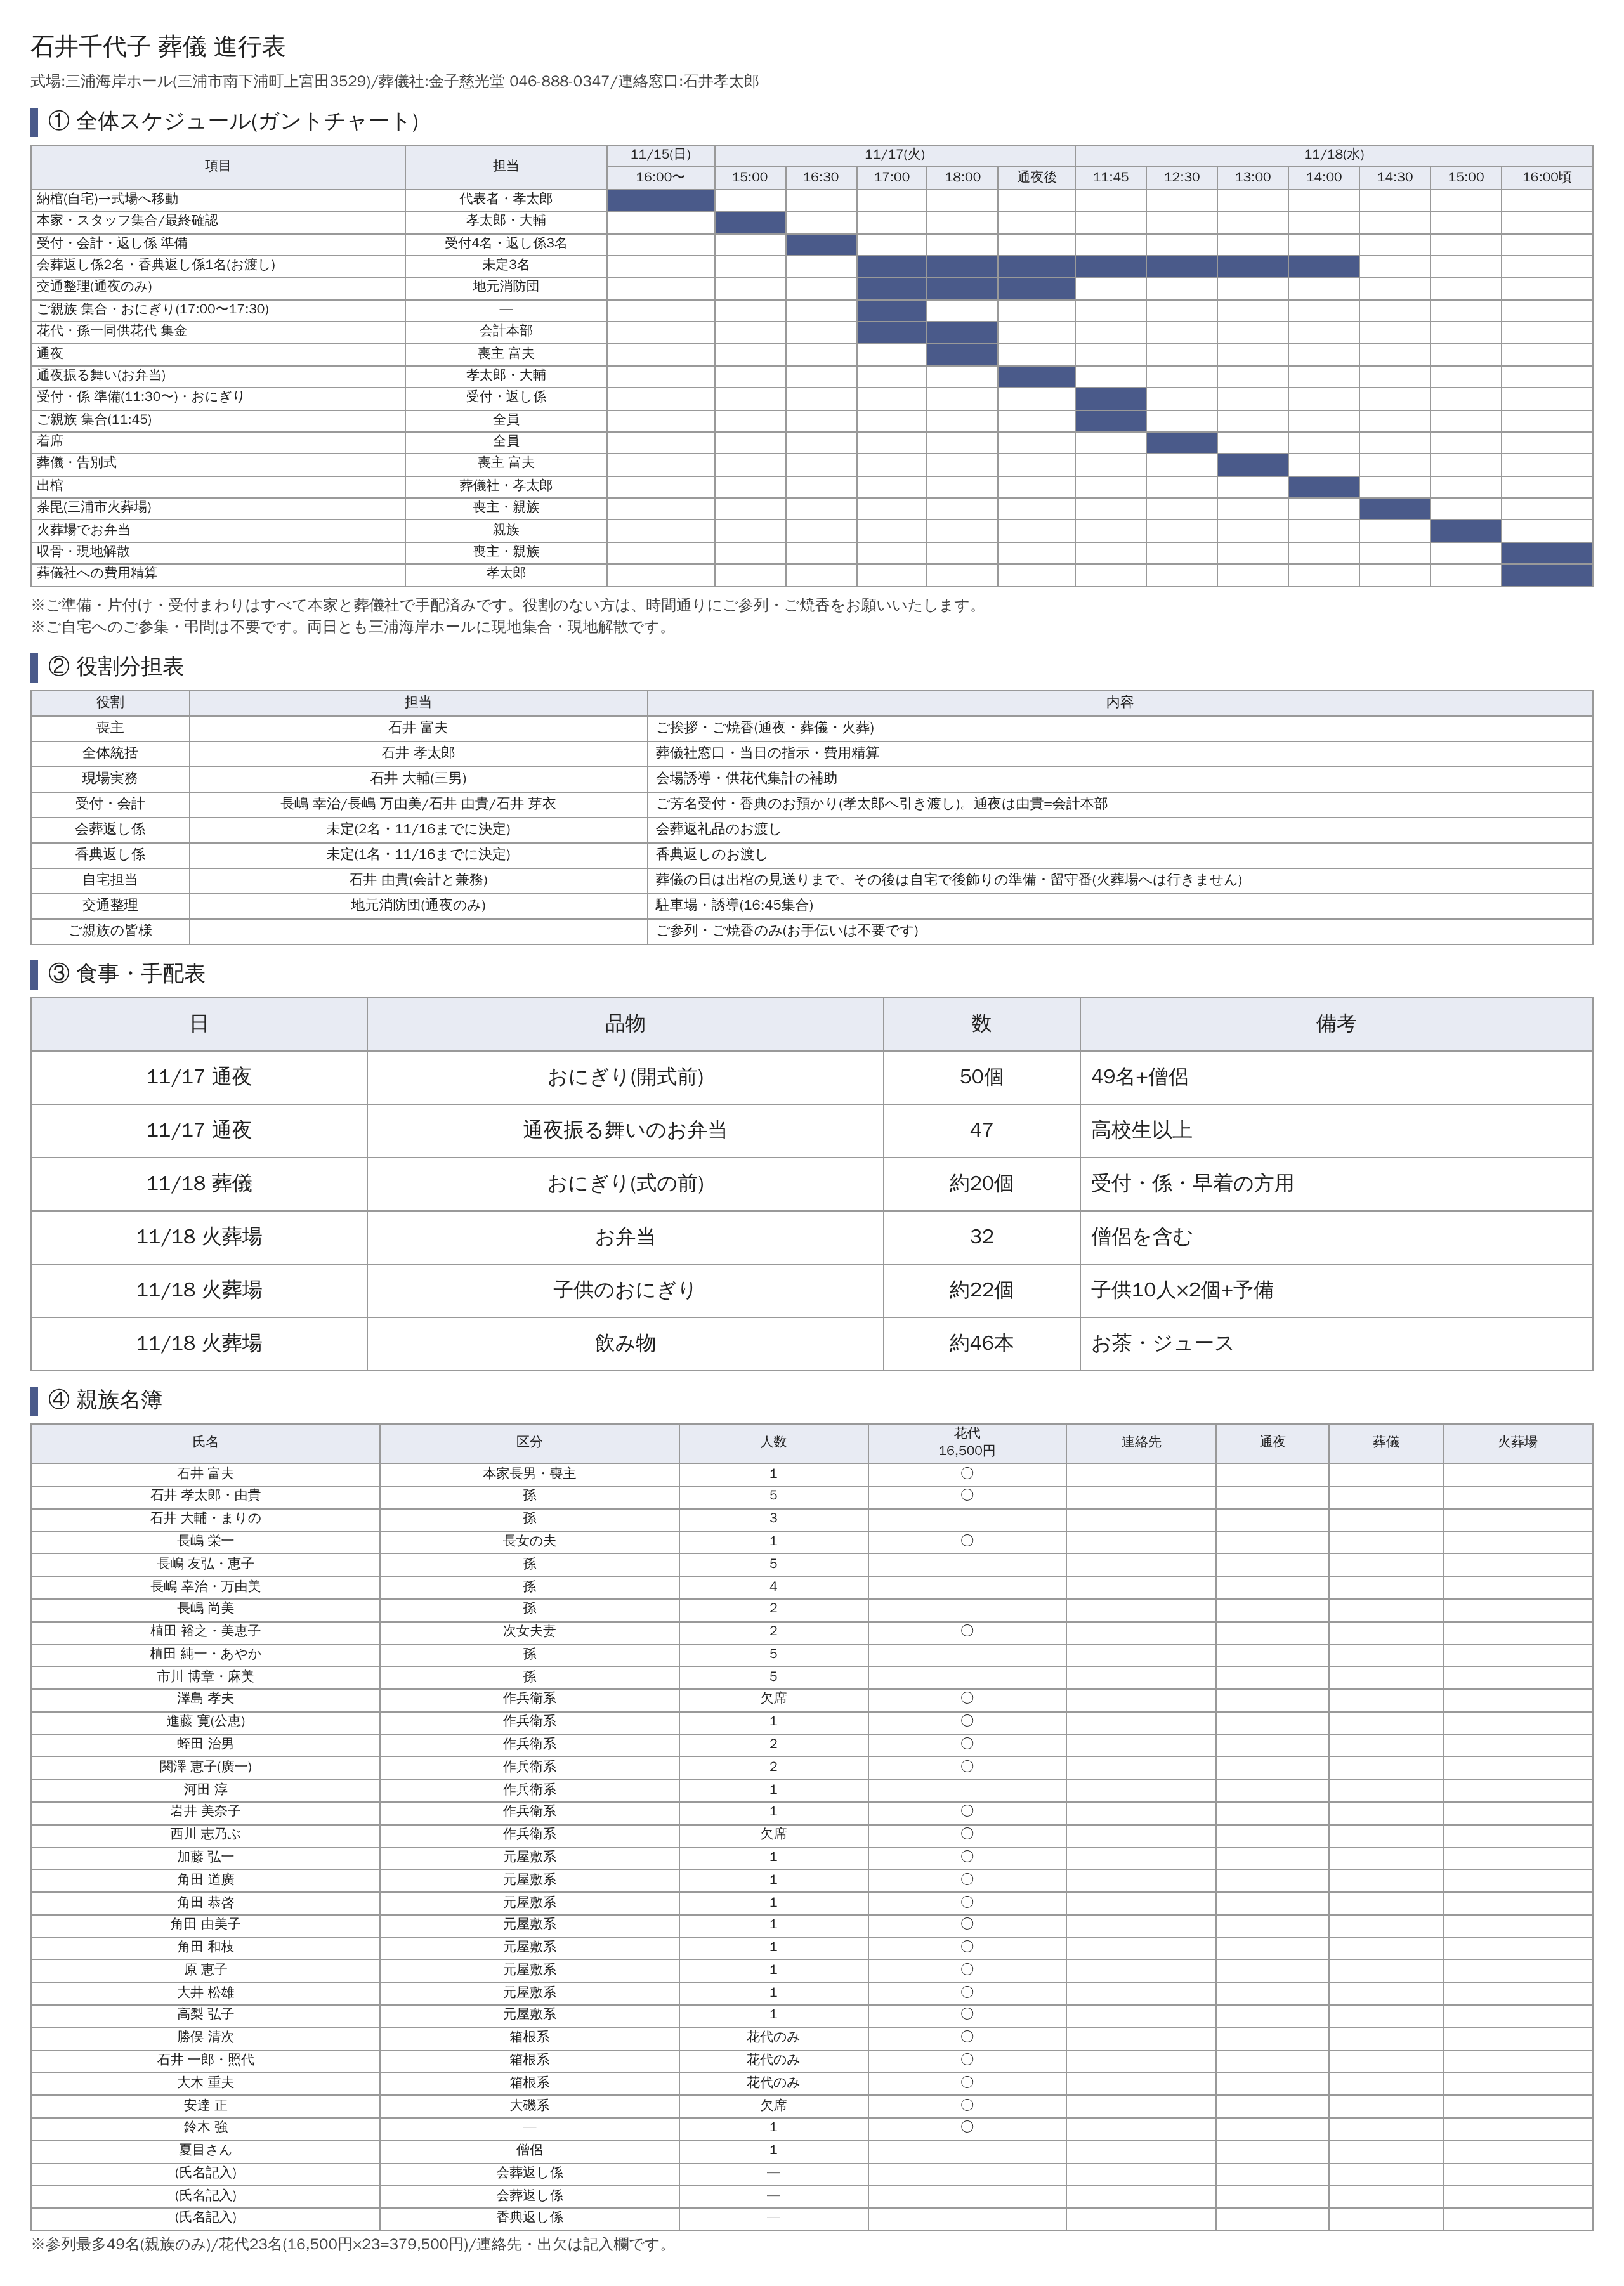 石井千代子 葬儀 進行表
式場:三浦海岸ホール(三浦市南下浦町上宮田3529)/葬儀社:金子慈光堂 046-888-0347/連絡窓口:石井孝太郎
① 全体スケジュール(ガントチャート)
項目 担当 11/15(日) 11/17(火) 11/18(水)
16:00〜 15:00 16:30 17:00 18:00 通夜後 11:45 12:30 13:00 14:00 14:30 15:00 16:00頃
納棺(自宅)→式場へ移動 代表者・孝太郎
本家・スタッフ集合/最終確認 孝太郎・大輔
受付・会計・返し係 準備 受付4名・返し係3名
会葬返し係2名・香典返し係1名(お渡し) 未定3名
交通整理(通夜のみ) 地元消防団
ご親族 集合・おにぎり(17:00〜17:30) —
花代・孫一同供花代 集金 会計本部
通夜 喪主 富夫
通夜振る舞い(お弁当) 孝太郎・大輔
受付・係 準備(11:30〜)・おにぎり 受付・返し係
ご親族 集合(11:45) 全員
着席 全員
葬儀・告別式 喪主 富夫
出棺 葬儀社・孝太郎
荼毘(三浦市火葬場) 喪主・親族
火葬場でお弁当 親族
収骨・現地解散 喪主・親族
葬儀社への費用精算 孝太郎
※ご準備・片付け・受付まわりはすべて本家と葬儀社で手配済みです。役割のない方は、時間通りにご参列・ご焼香をお願いいたします。
※ご自宅へのご参集・弔問は不要です。両日とも三浦海岸ホールに現地集合・現地解散です。
② 役割分担表
役割 担当 内容
喪主 石井 富夫 ご挨拶・ご焼香(通夜・葬儀・火葬)
全体統括 石井 孝太郎 葬儀社窓口・当日の指示・費用精算
現場実務 石井 大輔(三男) 会場誘導・供花代集計の補助
受付・会計 長嶋 幸治/長嶋 万由美/石井 由貴/石井 芽衣 ご芳名受付・香典のお預かり(孝太郎へ引き渡し)。通夜は由貴=会計本部
会葬返し係 未定(2名・11/16までに決定) 会葬返礼品のお渡し
香典返し係 未定(1名・11/16までに決定) 香典返しのお渡し
自宅担当 石井 由貴(会計と兼務) 葬儀の日は出棺の見送りまで。その後は自宅で後飾りの準備・留守番(火葬場へは行きません)
交通整理 地元消防団(通夜のみ) 駐車場・誘導(16:45集合)
ご親族の皆様 — ご参列・ご焼香のみ(お手伝いは不要です)
③ 食事・手配表
日 品物 数 備考
11/17 通夜 おにぎり(開式前) 50個 49名+僧侶
11/17 通夜 通夜振る舞いのお弁当 47 高校生以上
11/18 葬儀 おにぎり(式の前) 約20個 受付・係・早着の方用
11/18 火葬場 お弁当 32 僧侶を含む
11/18 火葬場 子供のおにぎり 約22個 子供10人×2個+予備
11/18 火葬場 飲み物 約46本 お茶・ジュース
④ 親族名簿
氏名 区分 人数 花代 連絡先 通夜 葬儀 火葬場
16,500円
石井 富夫 本家長男・喪主 1 〇
石井 孝太郎・由貴 孫 5 〇
石井 大輔・まりの 孫 3
長嶋 栄一 長女の夫 1 〇
長嶋 友弘・恵子 孫 5
長嶋 幸治・万由美 孫 4
長嶋 尚美 孫 2
植田 裕之・美恵子 次女夫妻 2 〇
植田 純一・あやか 孫 5
市川 博章・麻美 孫 5
澤島 孝夫 作兵衛系 欠席 〇
進藤 寛(公恵) 作兵衛系 1 〇
蛭田 治男 作兵衛系 2 〇
関澤 恵子(廣一) 作兵衛系 2 〇
河田 淳 作兵衛系 1
岩井 美奈子 作兵衛系 1 〇
西川 志乃ぶ 作兵衛系 欠席 〇
加藤 弘一 元屋敷系 1 〇
角田 道廣 元屋敷系 1 〇
角田 恭啓 元屋敷系 1 〇
角田 由美子 元屋敷系 1 〇
角田 和枝 元屋敷系 1 〇
原 恵子 元屋敷系 1 〇
大井 松雄 元屋敷系 1 〇
高梨 弘子 元屋敷系 1 〇
勝俣 清次 箱根系 花代のみ 〇
石井 一郎・照代 箱根系 花代のみ 〇
大木 重夫 箱根系 花代のみ 〇
安達 正 大磯系 欠席 〇
鈴木 強 — 1 〇
夏目さん 僧侶 1
(氏名記入) 会葬返し係 —
(氏名記入) 会葬返し係 —
(氏名記入) 香典返し係 —
※参列最多49名(親族のみ)/花代23名(16,500円×23=379,500円)/連絡先・出欠は記入欄です。